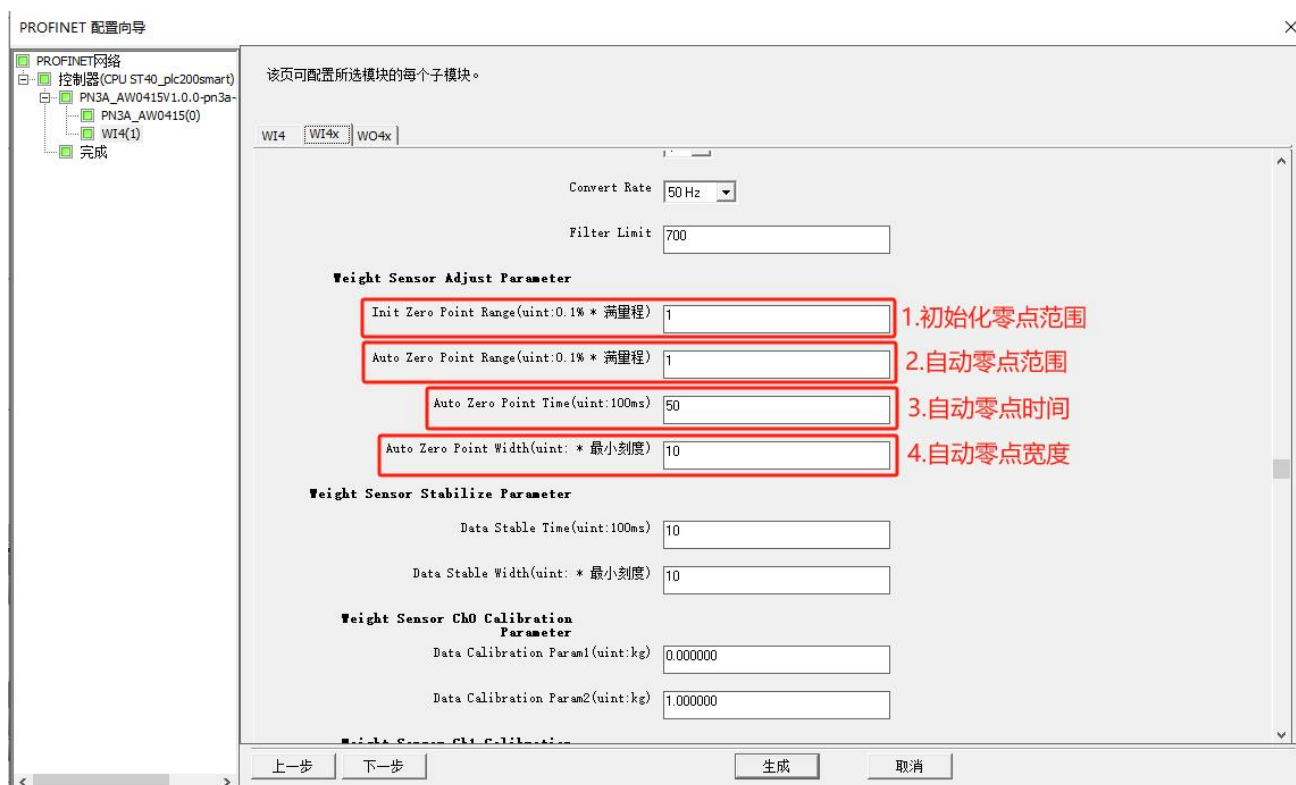 PROFINET 配置向导
PROFINET网络
控制器(CPU ST40_plc200smart)
PN3A_AW0415V1.0.0-pn3a-
PN3A_AW0415(0)
WI4(1)
完成
该页可配置所选模块的每个子模块。
WI4 WI4x WO4x
Convert Rate 50 Hz
Filter Limit 700
Weight Sensor Adjust Parameter
Init Zero Point Range(uint:0.1% * 满里程) 1 1.初始化零点范围
Auto Zero Point Range(uint:0.1% * 满里程) 1 2.自动零点范围
Auto Zero Point Time(uint:100ms) 50 3.自动零点时间
Auto Zero Point Width(uint: * 最小刻度) 10 4.自动零点宽度
Weight Sensor Stabilize Parameter
Data Stable Time(uint:100ms) 10
Data Stable Width(uint: * 最小刻度) 10
Weight Sensor Ch0 Calibration
Parameter
Data Calibration Param1(uint:kg) 0.000000
Data Calibration Param2(uint:kg) 1.000000
Weight Sensor Ch1 Calibration
上一步 下一步 生成 取消